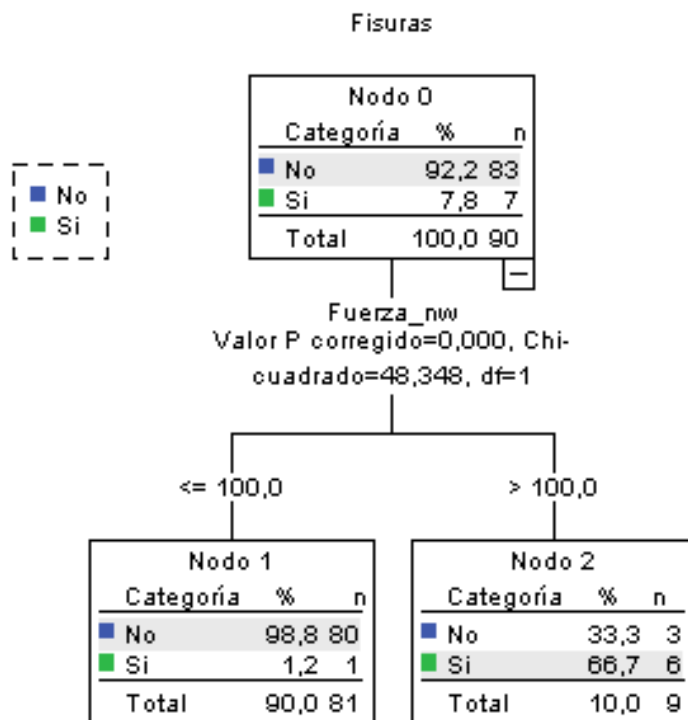 Fisuras
Nodo 0
Categoría % n
No 92,2 83
Si 7,8 7
Total 100,0 90
No
Si
Fuerza_nw
Valor P corregido=0,000, Chi-
cuadrado=48,348, df=1
<= 100,0
> 100,0
Nodo 1
Categoría % n
No 98,8 80
Si 1,2 1
Total 90,0 81
Nodo 2
Categoría % n
No 33,3 3
Si 66,7 6
Total 10,0 9